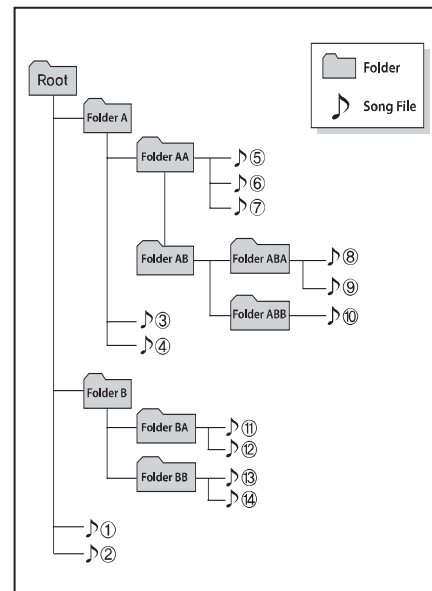 Root
Folder
Song File
Folder A
Folder AA
⑤
⑥
⑦
Folder AB
Folder ABA
⑧
⑨
Folder ABB
⑩
③
④
Folder B
Folder BA
⑪
⑫
Folder BB
⑬
⑭
①
②